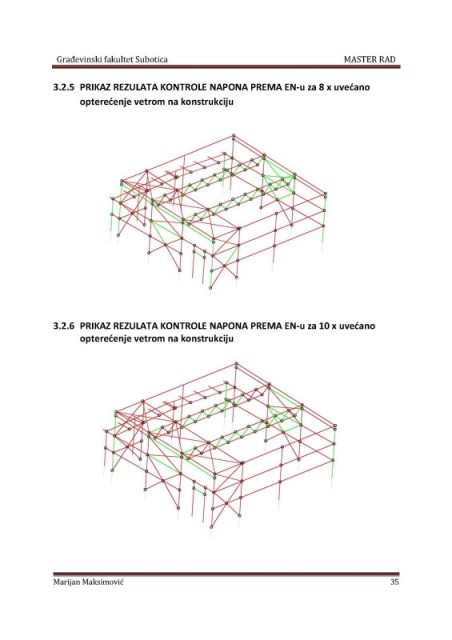 Građevinski fakultet Subotica MASTER RAD
3.2.5 PRIKAZ REZULATA KONTROLE NAPONA PREMA EN-u za 8 x uvećano
opterećenje vetrom na konstrukciju
3.2.6 PRIKAZ REZULATA KONTROLE NAPONA PREMA EN-u za 10 x uvećano
opterećenje vetrom na konstrukciju
Marijan Maksimović 35